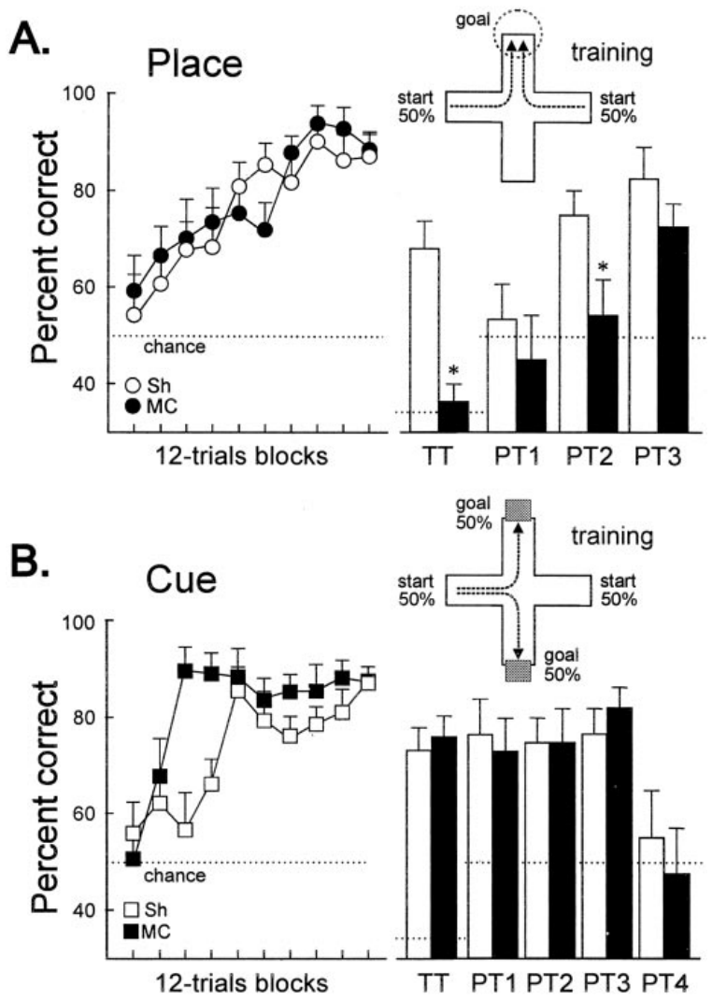 A.
Place
goal
training
start
50%
start
50%
Percent correct
100
80
60
40
chance
Sh
MC
12-trials blocks
*
*
TT PT1 PT2 PT3
B.
Cue
goal
50%
training
start
50%
start
50%
goal
50%
Percent correct
100
80
60
40
chance
Sh
MC
12-trials blocks
TT PT1 PT2 PT3 PT4